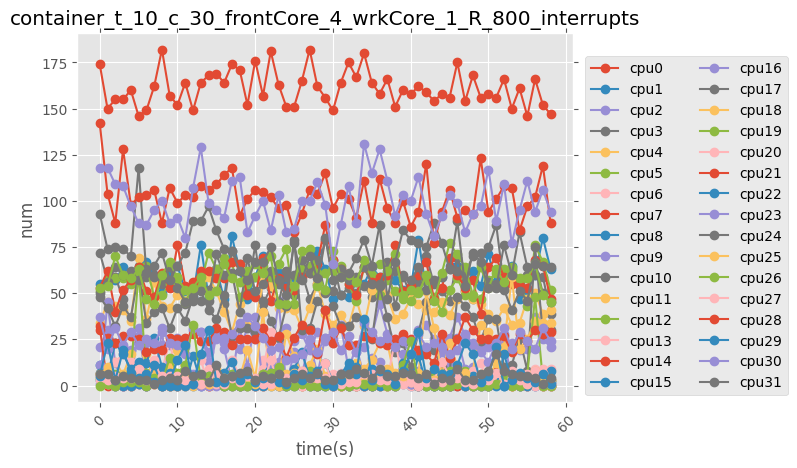 container_t_10_c_30_frontCore_4_wrkCore_1_R_800_interrupts
175
150
125
100
75
50
25
0
num
0
10
20
30
40
50
60
time(s)
cpu0
cpu1
cpu2
cpu3
cpu4
cpu5
cpu6
cpu7
cpu8
cpu9
cpu10
cpu11
cpu12
cpu13
cpu14
cpu15
cpu16
cpu17
cpu18
cpu19
cpu20
cpu21
cpu22
cpu23
cpu24
cpu25
cpu26
cpu27
cpu28
cpu29
cpu30
cpu31